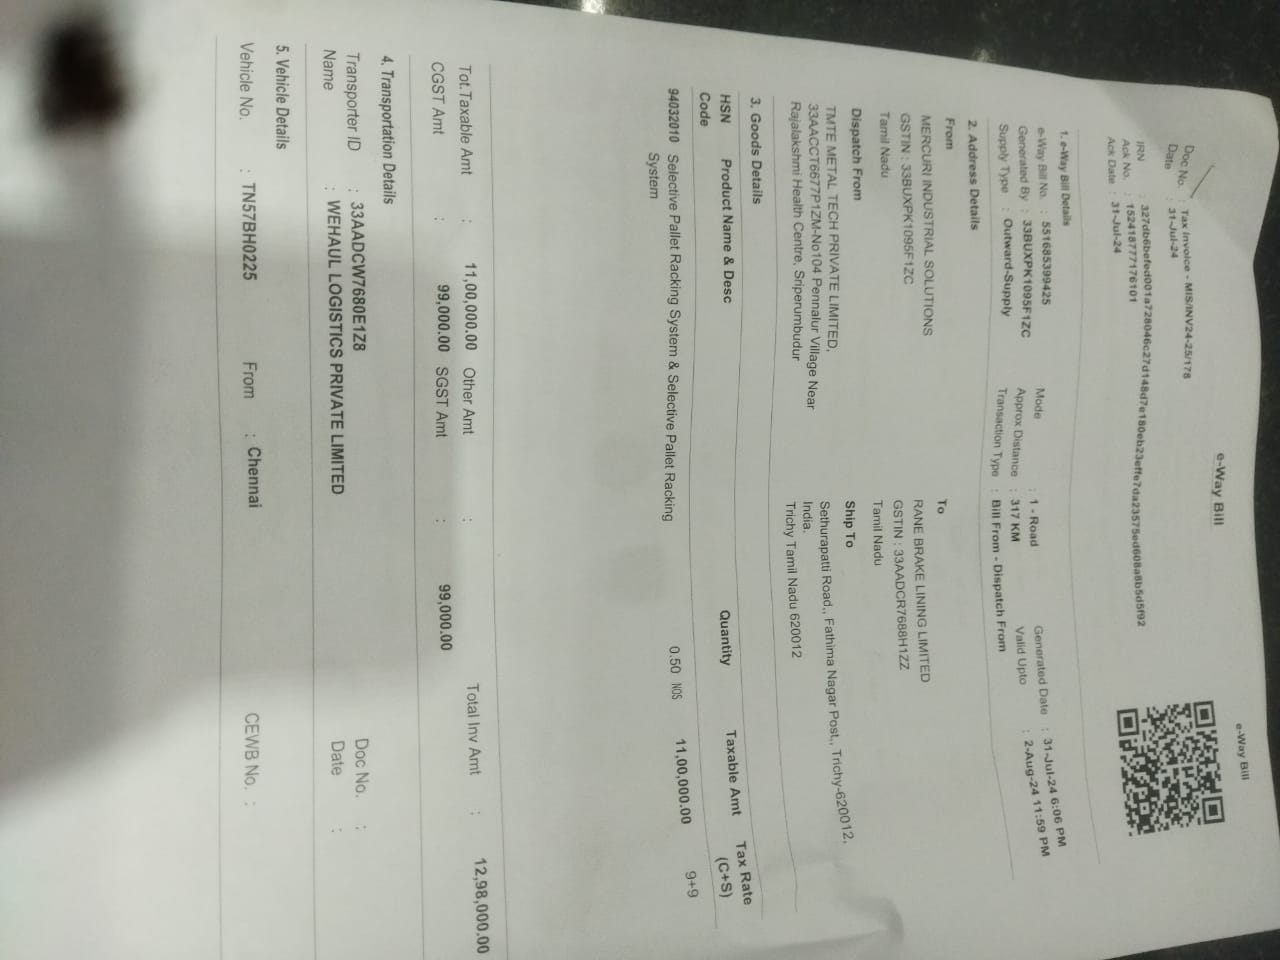 e-Way Bill
e-Way Bill
Doc No. : Tax Invoice - MIS/INV24-25/178
Date : 31-Jul-24
IRN : 327db6befed001a728046c27d148d7e180eb23effe7da23575ed608a8b5d5f92
Ack No. : 152418777176101
Ack Date : 31-Jul-24
1. e-Way Bill Details
e-Way Bill No. : 551685399425 Mode : 1 - Road Generated Date : 31-Jul-24 6:06 PM
Generated By : 33BUXPK1095F1ZC Approx Distance : 317 KM Valid Upto : 2-Aug-24 11:59 PM
Supply Type : Outward-Supply Transaction Type : Bill From - Dispatch From
2. Address Details
From To
MERCURI INDUSTRIAL SOLUTIONS RANE BRAKE LINING LIMITED
GSTIN : 33BUXPK1095F1ZC GSTIN : 33AADCR7688H1ZZ
Tamil Nadu Tamil Nadu
Dispatch From Ship To
TMTE METAL TECH PRIVATE LIMITED, Sethurapatti Road,, Fathima Nagar Post,, Trichy-620012,
33AACCT6677P1ZM-No104 Pennalur Village Near India.
Rajalakshmi Health Centre, Sriperumbudur Trichy Tamil Nadu 620012
3. Goods Details
HSN Product Name & Desc Quantity Taxable Amt Tax Rate
Code (C+S)
94032010 Selective Pallet Racking System & Selective Pallet Racking 0.50 NOS 11,00,000.00 9+9
System
Tot.Taxable Amt : 11,00,000.00 Other Amt : Total Inv Amt : 12,98,000.00
CGST Amt : 99,000.00 SGST Amt : 99,000.00
4. Transportation Details
Transporter ID : 33AADCW7680E1Z8 Doc No. :
Name : WEHAUL LOGISTICS PRIVATE LIMITED Date :
5. Vehicle Details
Vehicle No. : TN57BH0225 From : Chennai CEWB No. :